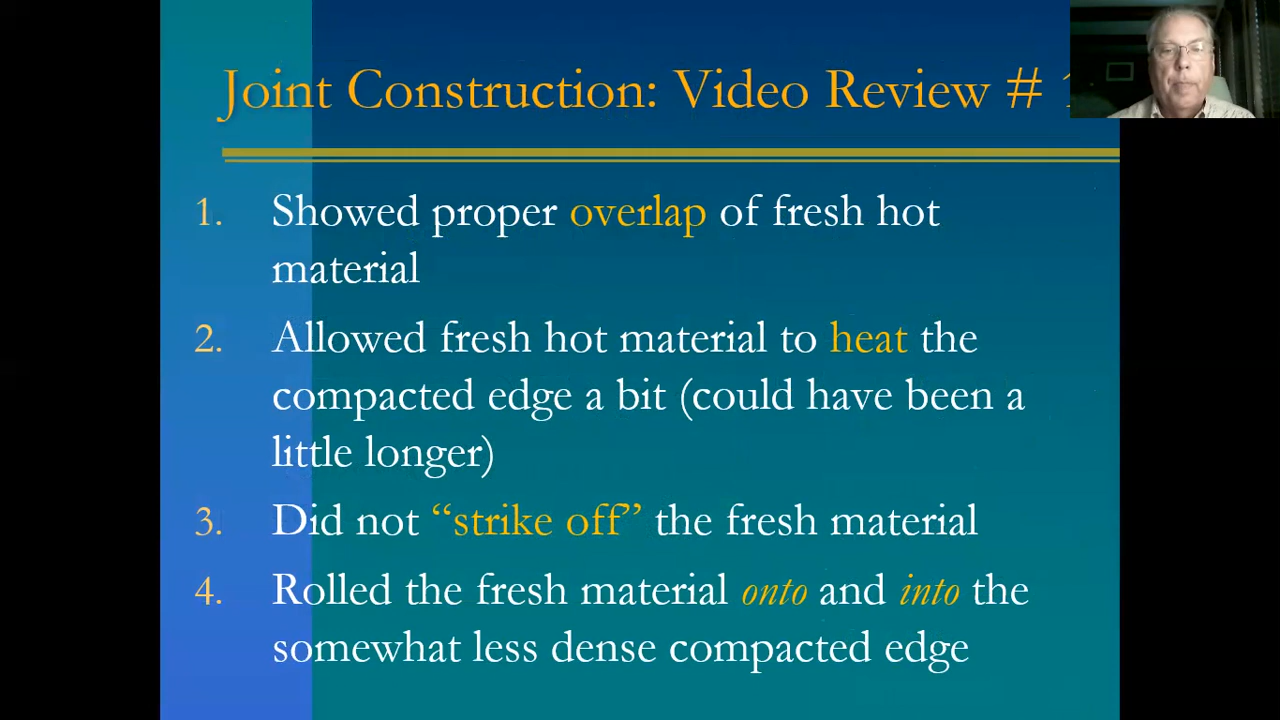 Joint Construction: Video Review #
1. Showed proper overlap of fresh hot
material
2. Allowed fresh hot material to heat the
compacted edge a bit (could have been a
little longer)
3. Did not “strike off” the fresh material
4. Rolled the fresh material onto and into the
somewhat less dense compacted edge